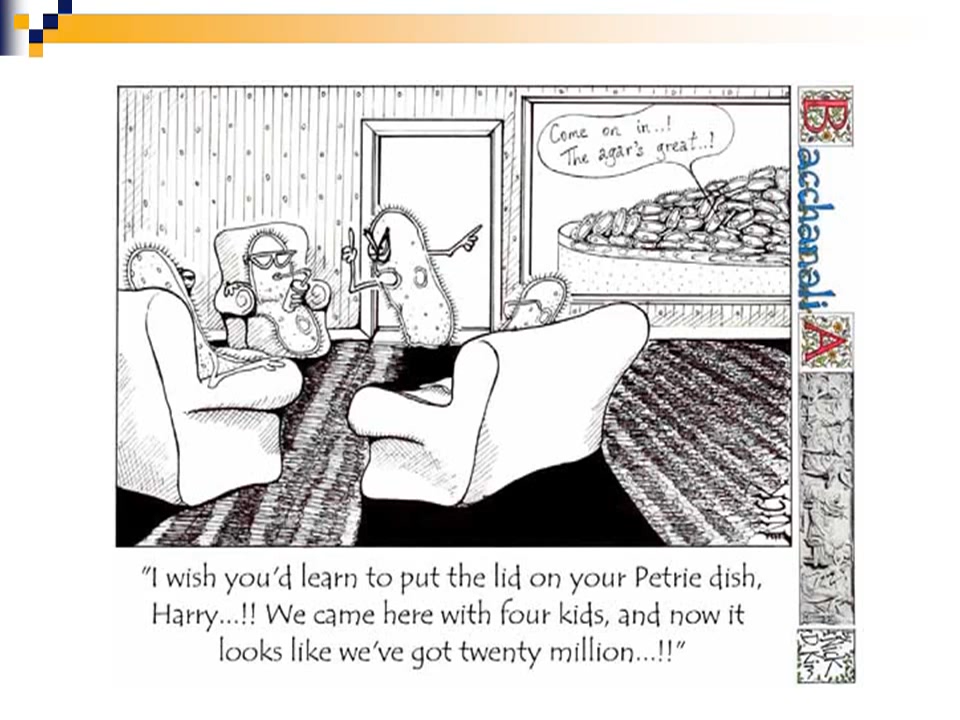 Come on in..!
The agar's great..!
BacchanaliA
NICK
"I wish you'd learn to put the lid on your Petrie dish,
Harry...!! We came here with four kids, and now it
looks like we've got twenty million...!!"